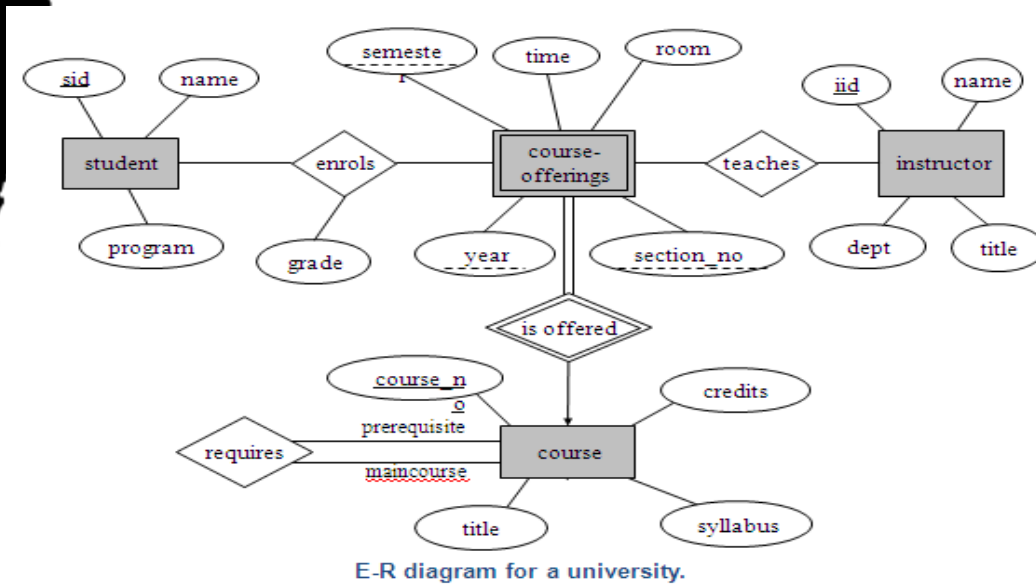 semeste
r
time
room
sid
name
iid
name
student
enrols
course-
offerings
teaches
instructor
program
grade
year
section_no
dept
title
is offered
course_n
o
credits
prerequisite
requires
course
maincourse
title
syllabus
E-R diagram for a university.